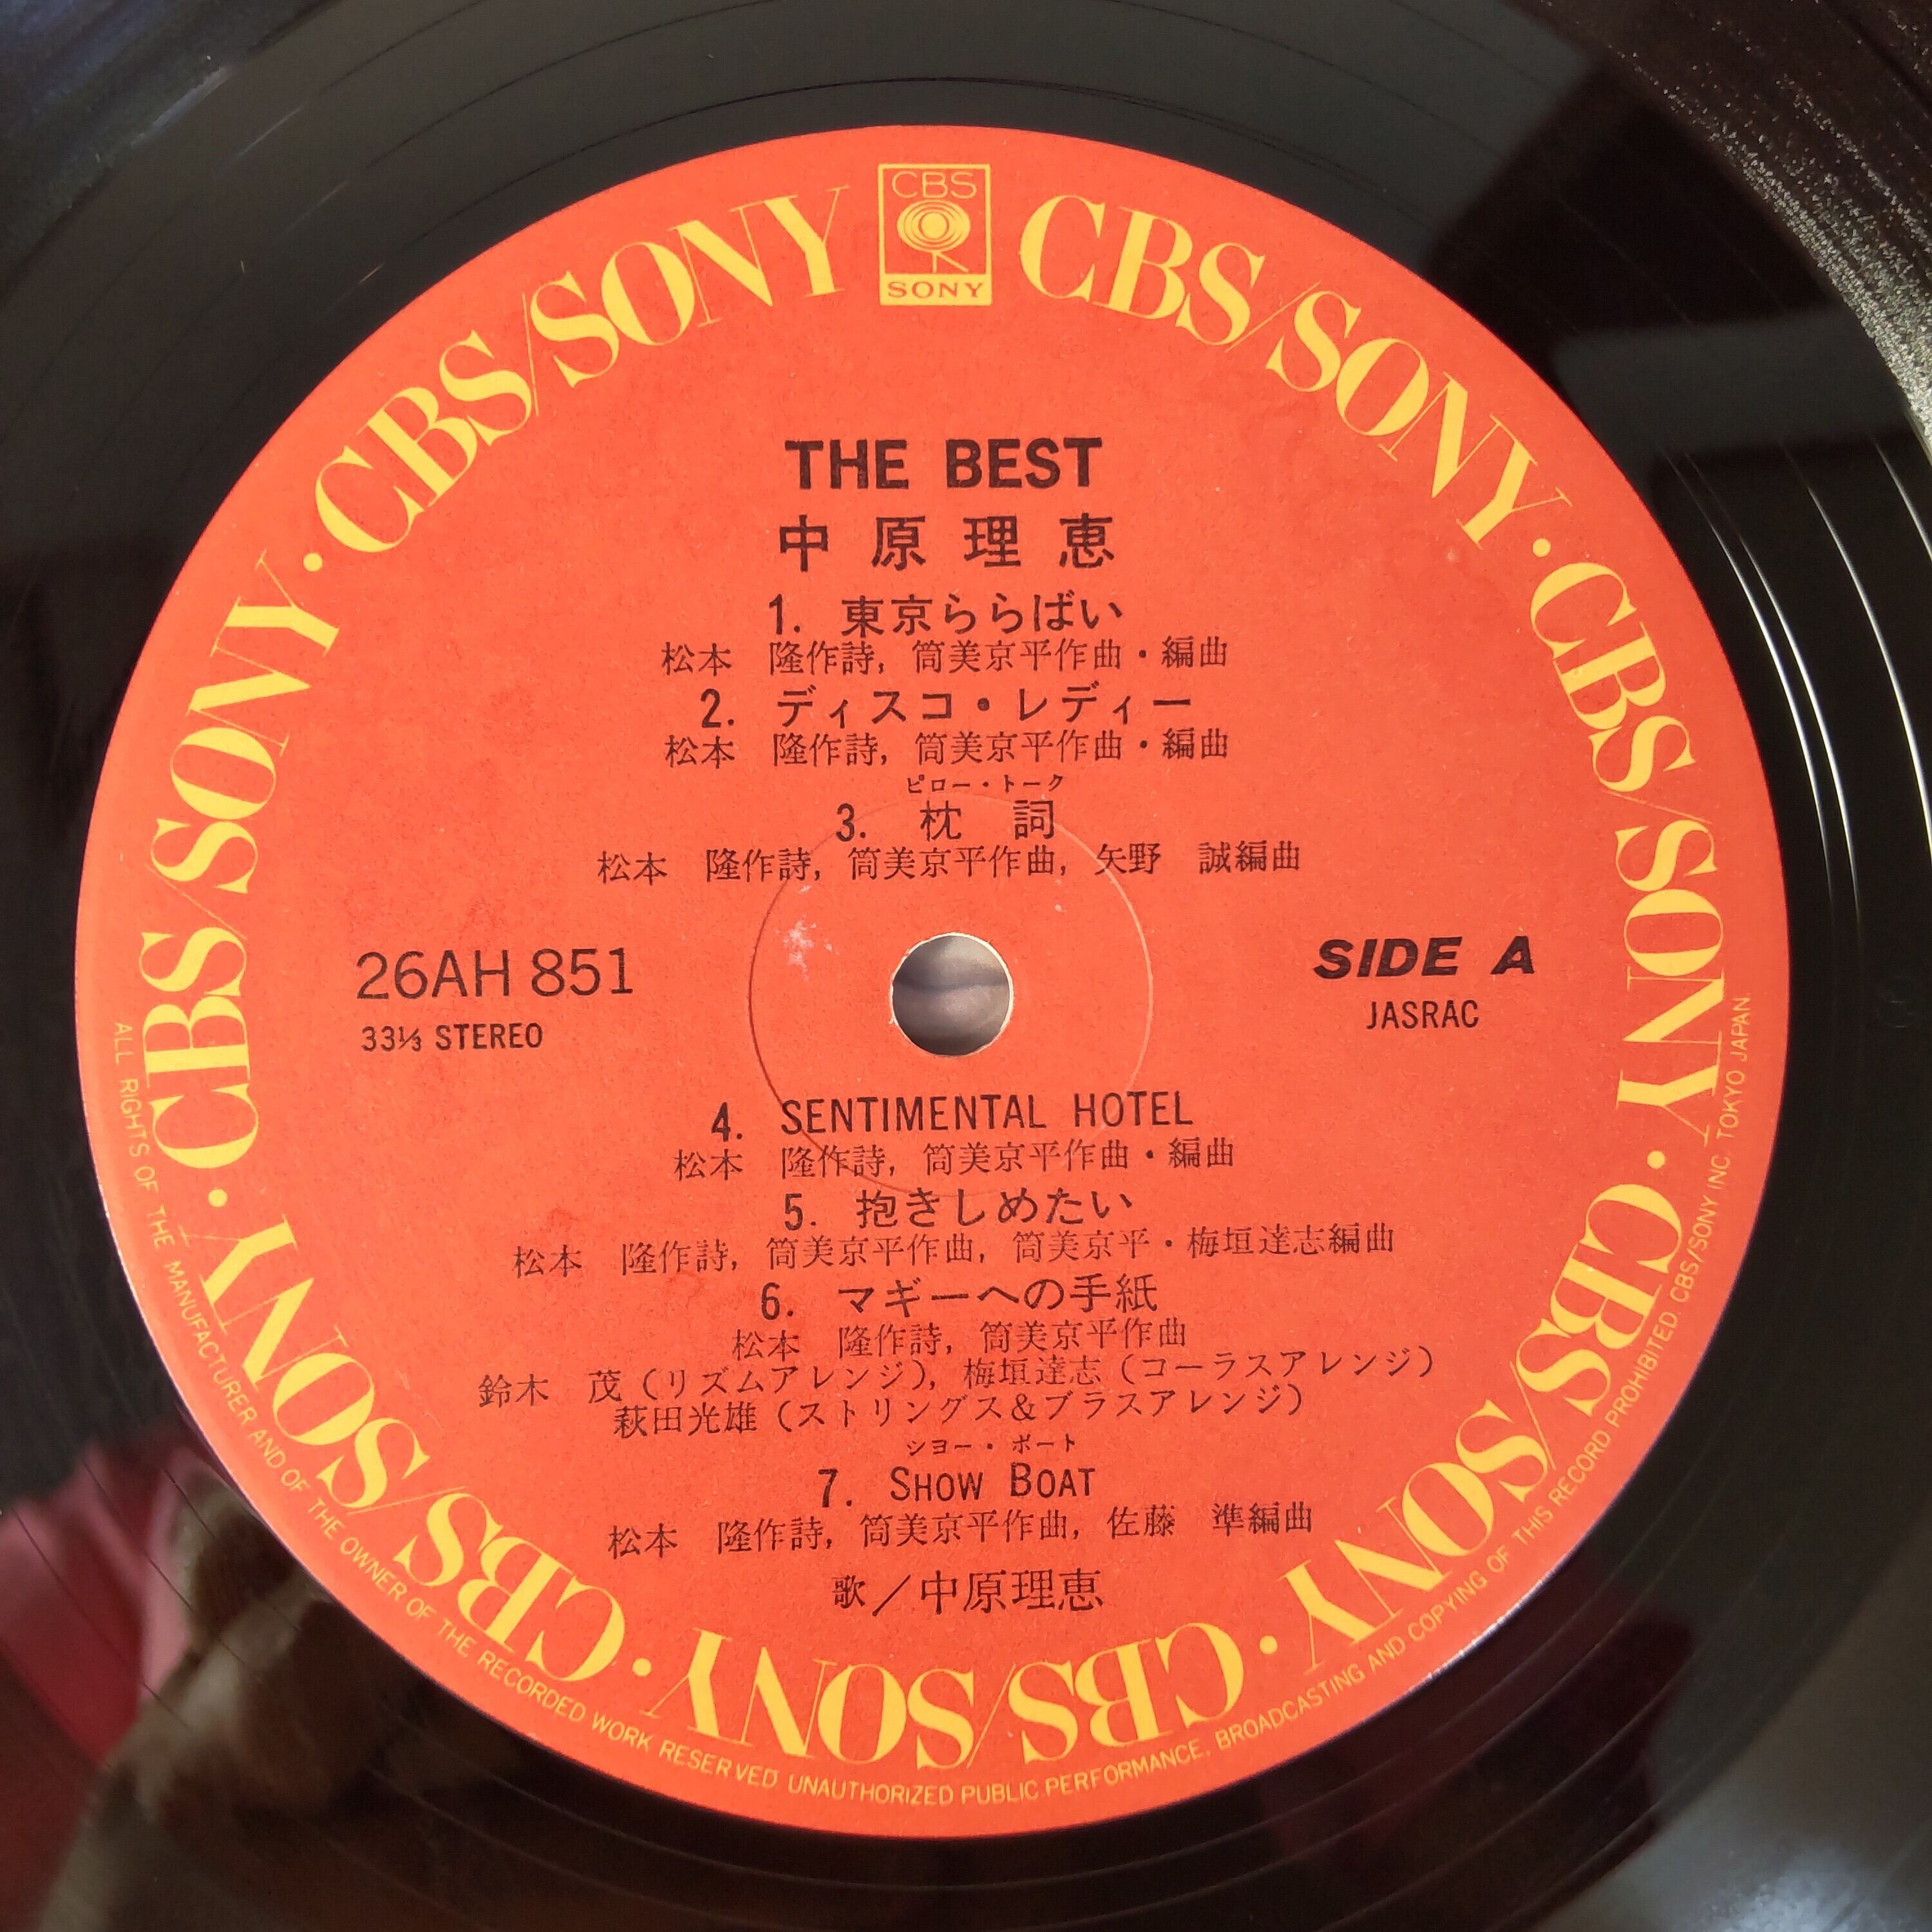 CBS
SONY
CBS/SONY · CBS/SONY · CBS/SONY · CBS/SONY · CBS/SONY · CBS/SONY · CBS/SONY · CBS/SONY
THE BEST
中原理恵
1. 東京ららばい
松本 隆作詩, 筒美京平作曲・編曲
2. ディスコ・レディー
松本 隆作詩, 筒美京平作曲・編曲
ピロー・トーク
3. 枕 詞
松本 隆作詩, 筒美京平作曲, 矢野 誠編曲
26AH 851
33⅓ STEREO
SIDE A
JASRAC
4. SENTIMENTAL HOTEL
松本 隆作詩, 筒美京平作曲・編曲
5. 抱きしめたい
松本 隆作詩, 筒美京平作曲, 筒美京平・梅垣達志編曲
6. マギーへの手紙
松本 隆作詩, 筒美京平作曲
鈴木 茂（リズムアレンジ）, 梅垣達志（コーラスアレンジ）
萩田光雄（ストリングス＆ブラスアレンジ）
シヨー・ボート
7. SHOW BOAT
松本 隆作詩, 筒美京平作曲, 佐藤 準編曲
歌／中原理恵
ALL RIGHTS OF THE MANUFACTURER AND OF THE OWNER OF THE RECORDED WORK RESERVED UNAUTHORIZED PUBLIC PERFORMANCE, BROADCASTING AND COPYING OF THIS RECORD PROHIBITED. CBS/SONY INC. TOKYO JAPAN